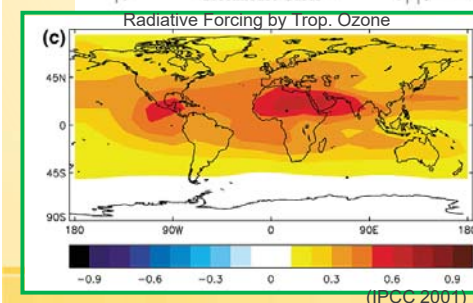 Radiative Forcing by Trop. Ozone
(c)
45N
0
45S
90S
180 90W 0 90E 180
-0.9 -0.6 -0.3 0 0.3 0.6 0.9
(IPCC 2001)